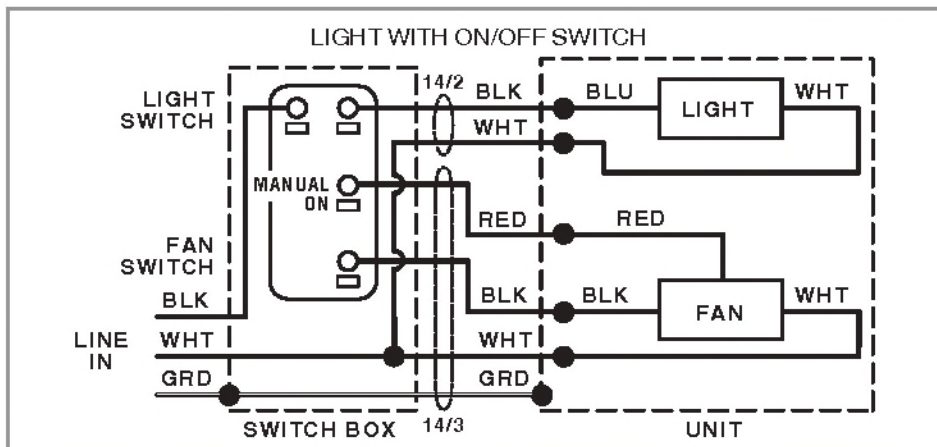 LIGHT WITH ON/OFF SWITCH
14/2
LIGHT SWITCH
BLK
BLU
LIGHT
WHT
WHT
MANUAL ON
RED
RED
FAN SWITCH
BLK
BLK
BLK
FAN
WHT
LINE IN
WHT
WHT
GRD
GRD
SWITCH BOX
14/3
UNIT